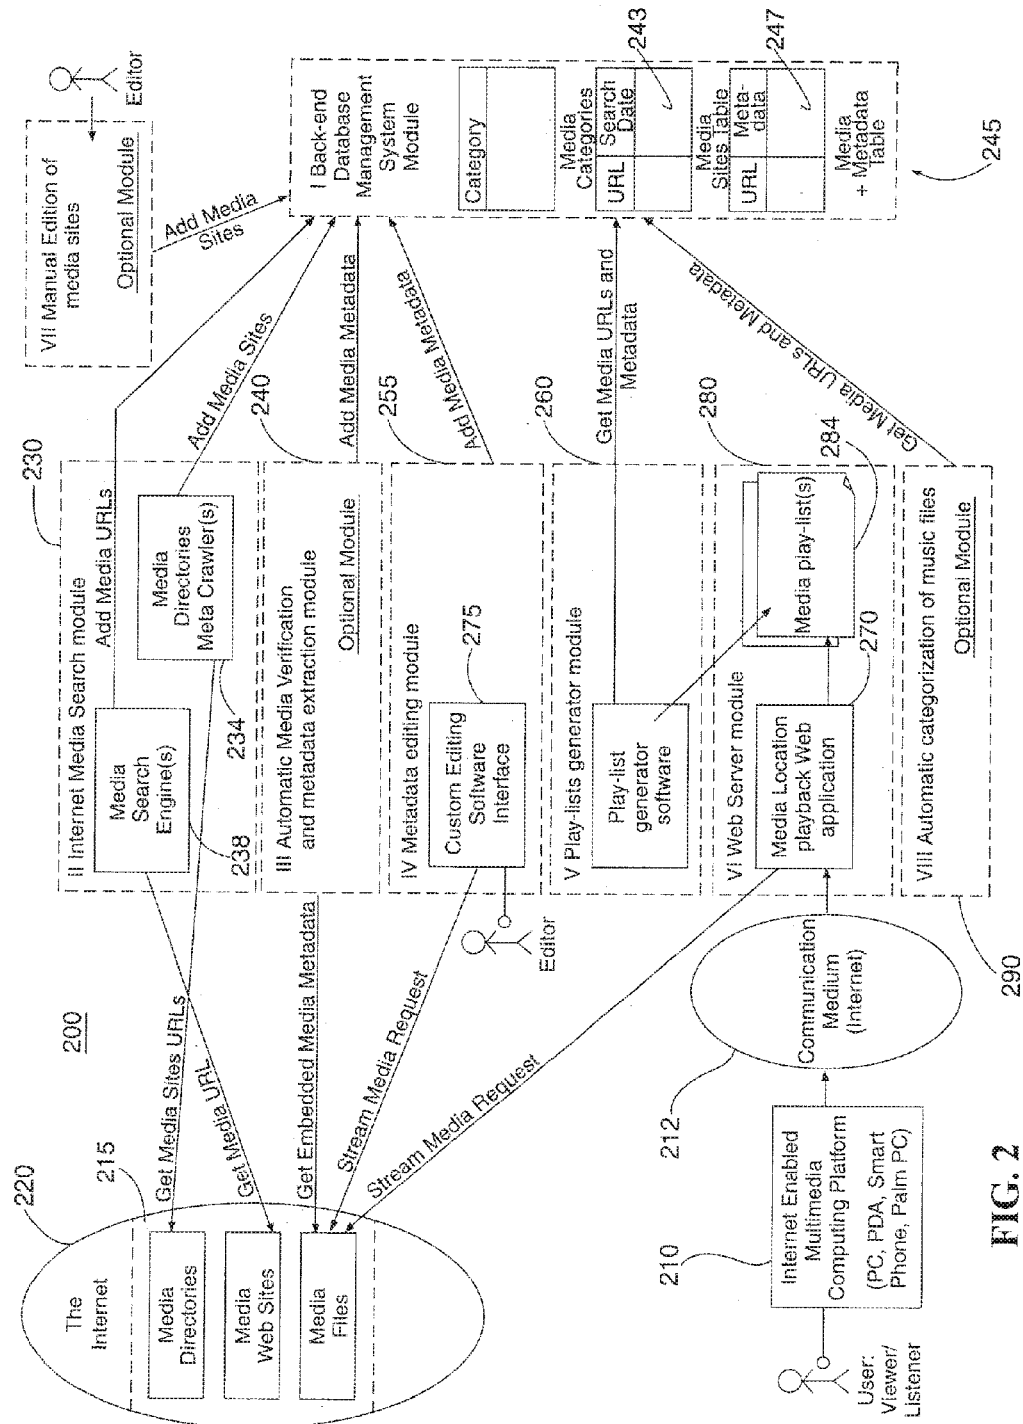 200
220
215
The
Internet
Media
Directories
Media
Web Sites
Media
Files
Get Media Sites URLs
Get Media URL
Get Embedded Media Metadata
Stream Media Request
Stream Media Request
230
II Internet Media Search module
Media
Search
Engine(s)
238
Media
Directories
Meta Crawler(s)
234
Add Media URLs
Add Media Sites
240
III Automatic Media Verification
and metadata extraction module
Optional Module
Add Media Metadata
255
IV Metadata editing module
Custom Editing
Software
Interface
275
Editor
Add Media Metadata
260
V Play-lists generator module
Play-list
generator
software
Get Media URLs and
Metadata
280
VI Web Server module
Media Location
playback Web
application
270
Media play-list(s)
284
VIII Automatic categorization of music files
Optional Module
290
Get Media URLs and Metadata
VII Manual Edition of
media sites
Optional Module
Editor
Add Media
Sites
I Back-end
Database
Management
System
Module
Category
Media
Categories
URL
Search
Date
243
Media
Sites Table
URL
Meta-
data
247
Media
+ Metadata
Table
245
User:
Viewer/
Listener
210
Internet Enabled
Multimedia
Computing Platform
(PC, PDA, Smart
Phone, Palm PC)
212
Communication
Medium
(Internet)
FIG. 2